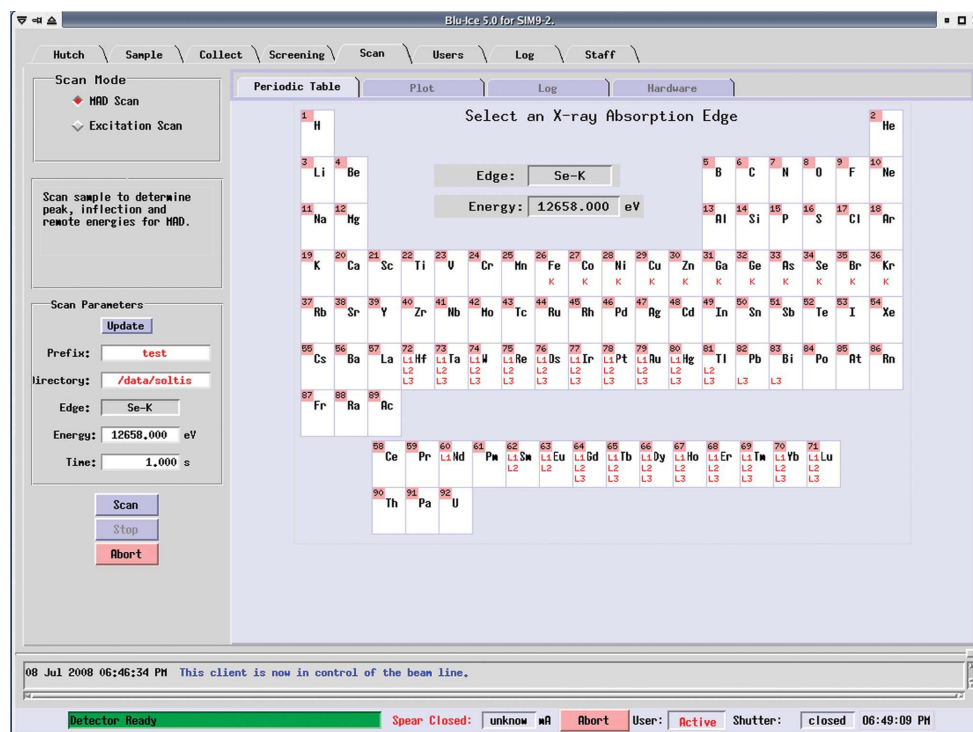 Blu-Ice 5.0 for SIM9-2.
Hutch Sample Collect Screening Scan Users Log Staff
Scan Mode
MAD Scan
Excitation Scan
Scan sample to determine
peak, inflection and
remote energies for MAD.
Scan Parameters
Update
Prefix: test
Directory: /data/soltis
Edge: Se-K
Energy: 12658.000 eV
Time: 1.000 s
Scan
Stop
Abort
Periodic Table Plot Log Hardware
Select an X-ray Absorption Edge
Edge: Se-K
Energy: 12658.000 eV
1 H 2 He
3 Li 4 Be 5 B 6 C 7 N 8 O 9 F 10 Ne
11 Na 12 Mg 13 Al 14 Si 15 P 16 S 17 Cl 18 Ar
19 K 20 Ca 21 Sc 22 Ti 23 V 24 Cr 25 Mn 26 Fe 27 Co 28 Ni 29 Cu 30 Zn 31 Ga 32 Ge 33 As 34 Se 35 Br 36 Kr
K K K K K K K K K K K
37 Rb 38 Sr 39 Y 40 Zr 41 Nb 42 Mo 43 Tc 44 Ru 45 Rh 46 Pd 47 Ag 48 Cd 49 In 50 Sn 51 Sb 52 Te 53 I 54 Xe
55 Cs 56 Ba 57 La 72 L1 Hf 73 L1 Ta 74 L1 W 75 L1 Re 76 L1 Os 77 L1 Ir 78 L1 Pt 79 L1 Au 80 L1 Hg 81 Tl 82 Pb 83 Bi 84 Po 85 At 86 Rn
L2 L2 L2 L2 L2 L2 L2 L2 L2 L2
L3 L3 L3 L3 L3 L3 L3 L3 L3 L3 L3 L3
87 Fr 88 Ra 89 Ac
58 Ce 59 Pr 60 L1 Nd 61 Pm 62 L1 Sm 63 L1 Eu 64 L1 Gd 65 L1 Tb 66 L1 Dy 67 L1 Ho 68 L1 Er 69 L1 Tm 70 L1 Yb 71 L1 Lu
L2 L2 L2 L2 L2 L2 L2 L2 L2 L2
L3 L3 L3 L3 L3 L3 L3 L3
90 Th 91 Pa 92 U
08 Jul 2008 06:46:34 PM This client is now in control of the beam line.
Detector Ready Spear Closed: unknow mA Abort User: Active Shutter: closed 06:49:09 PM